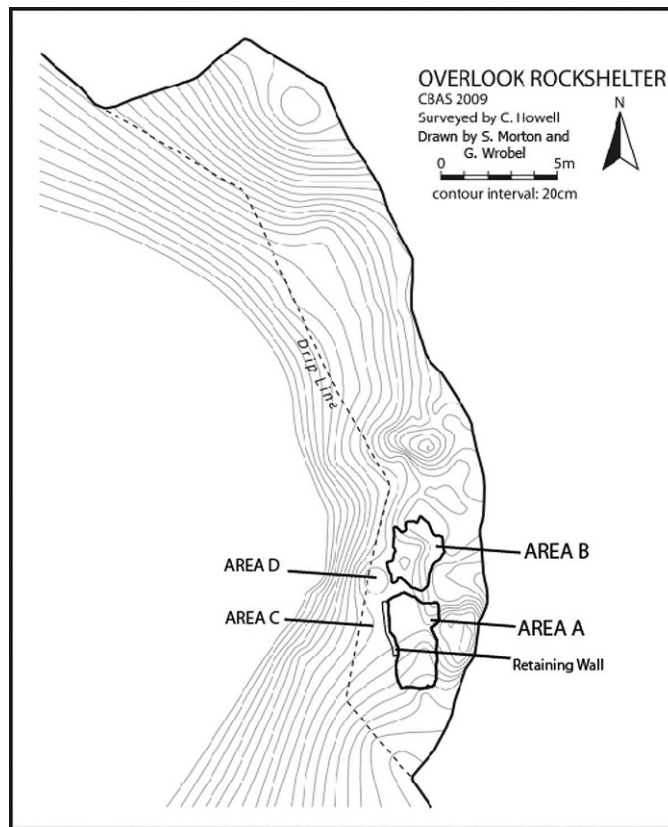 OVERLOOK ROCKSHELTER
CBAS 2009
Surveyed by C. Howell
Drawn by S. Morton and
G. Wrobel
N
0 5m
contour interval: 20cm
Drip Line
AREA B
AREA D
AREA C
AREA A
Retaining Wall